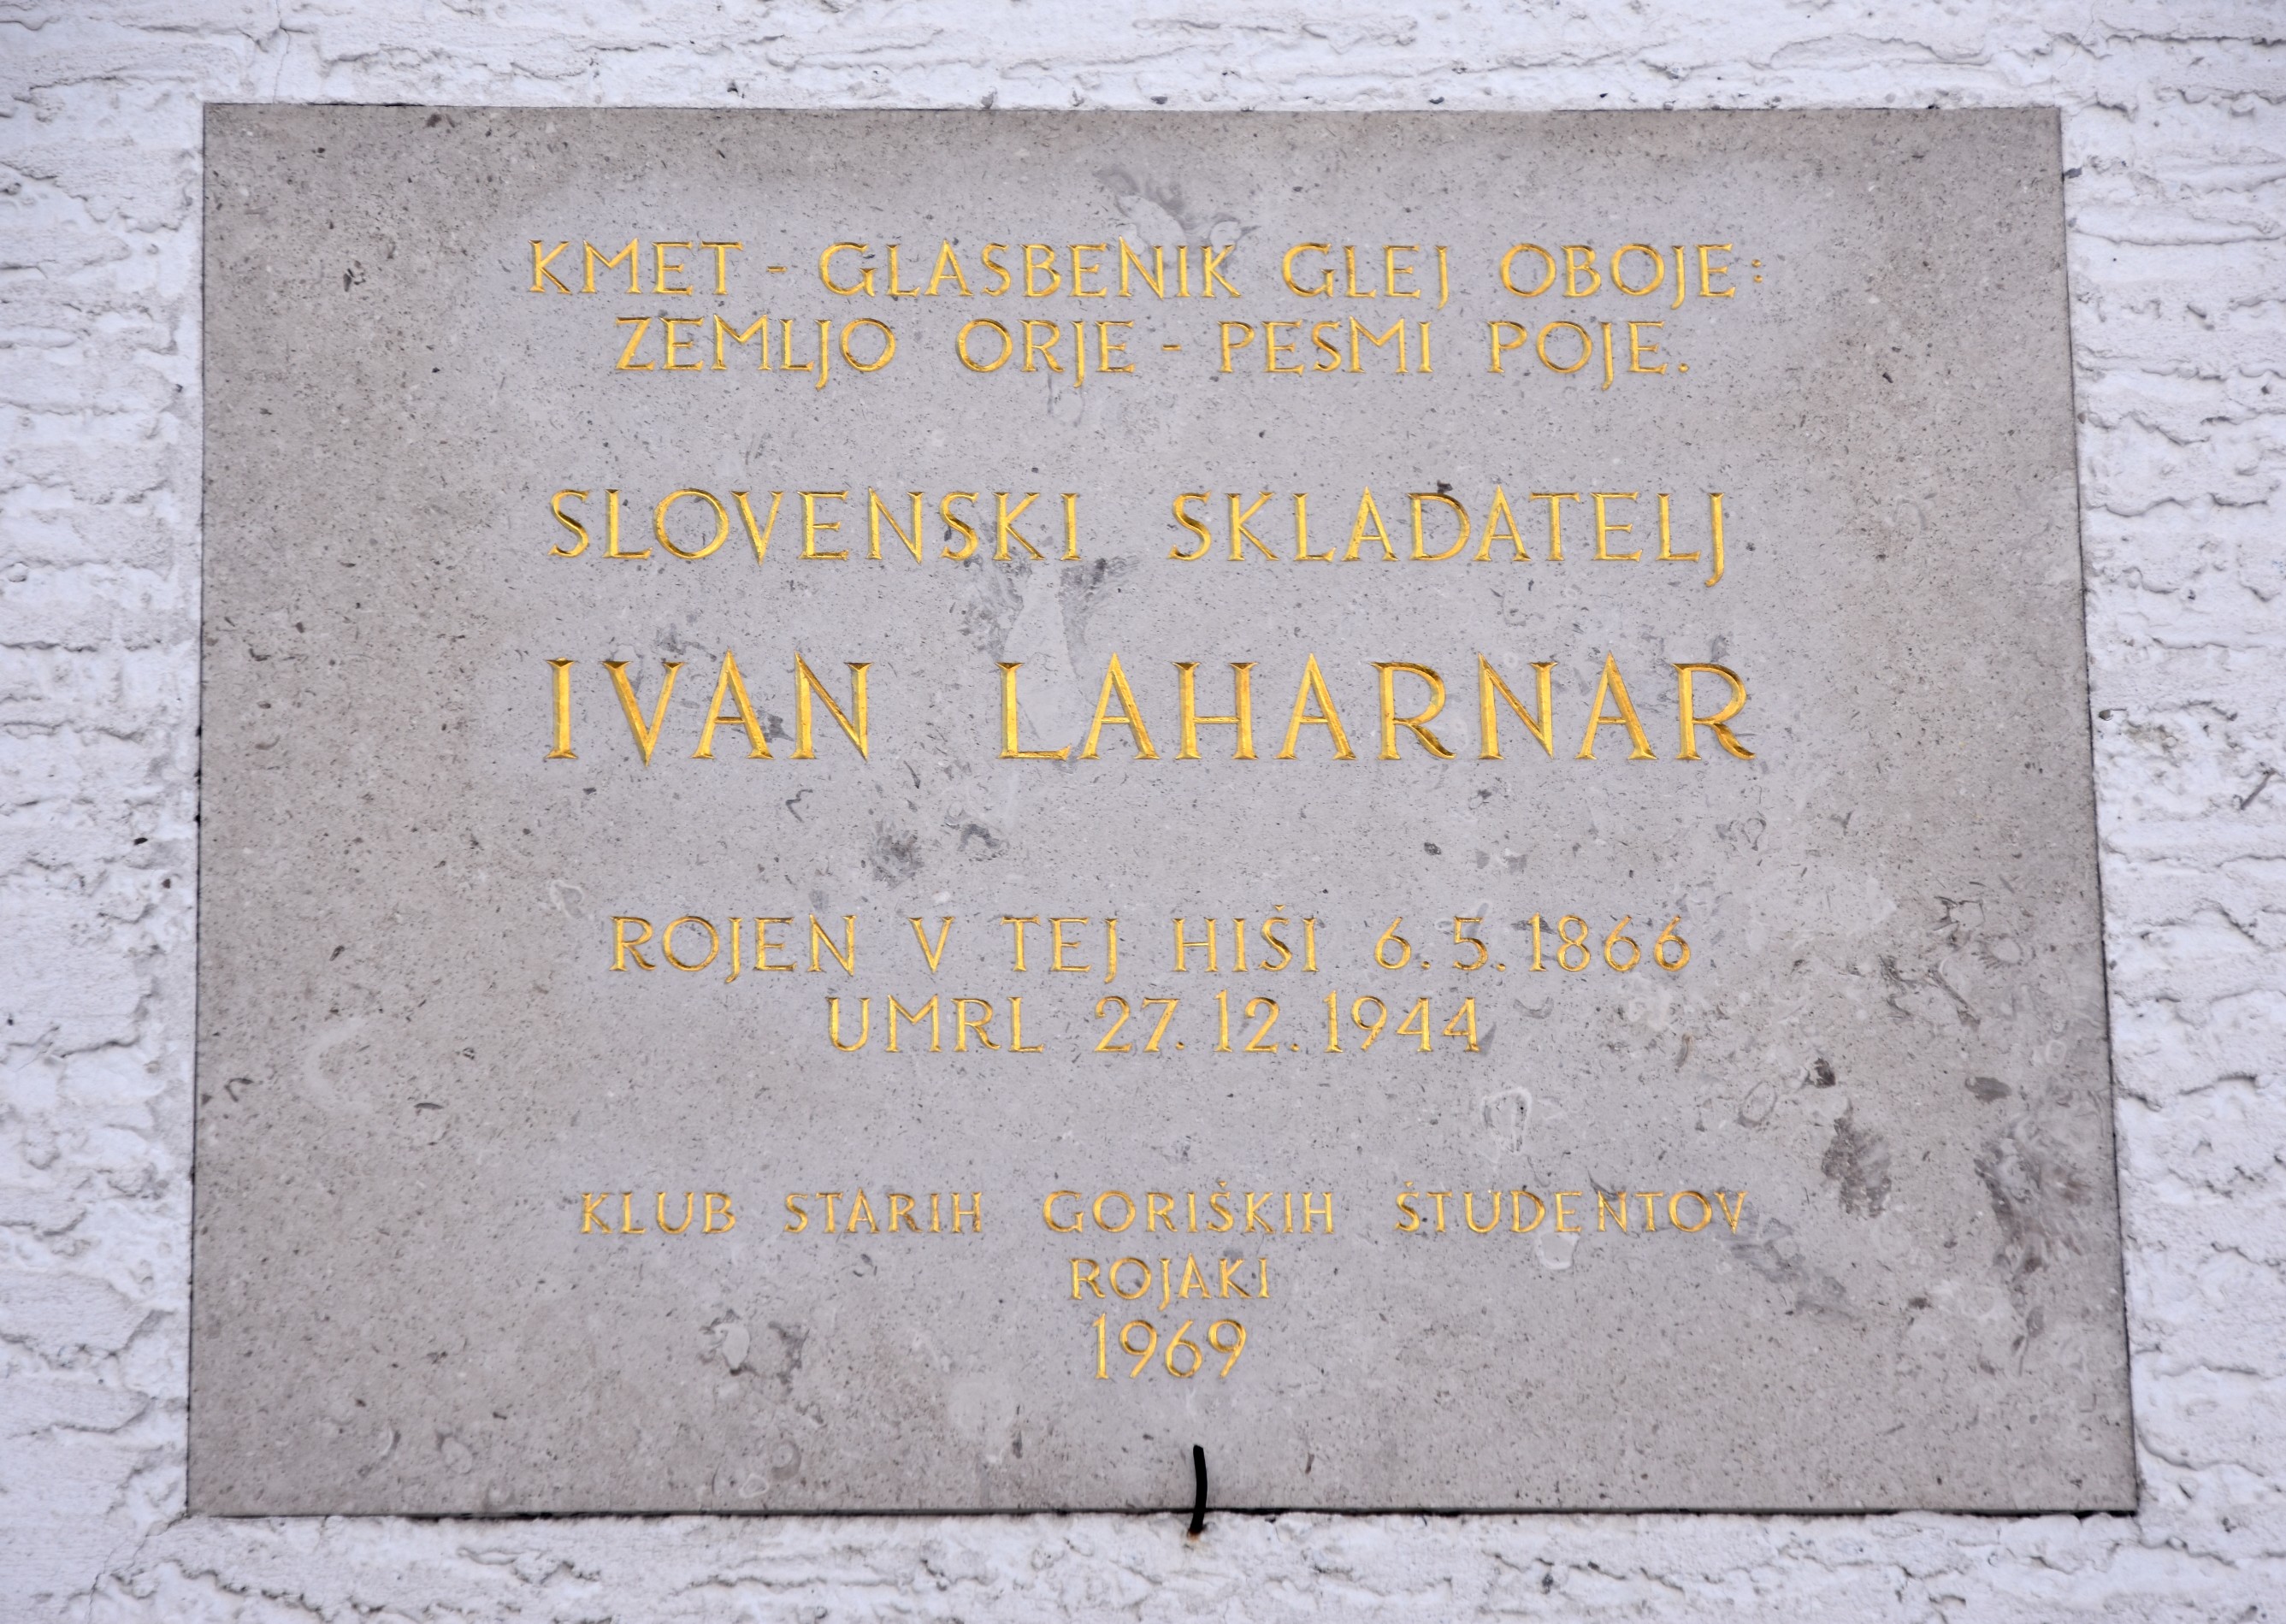 KMET - GLASBENIK GLEJ OBOJE:
ZEMLJO ORJE - PESMI POJE.
SLOVENSKI SKLADATELJ
IVAN LAHARNAR
ROJEN V TEJ HIŠI 6.5.1866
UMRL 27.12.1944
KLUB STARIH GORIŠKIH ŠTUDENTOV
ROJAKI
1969